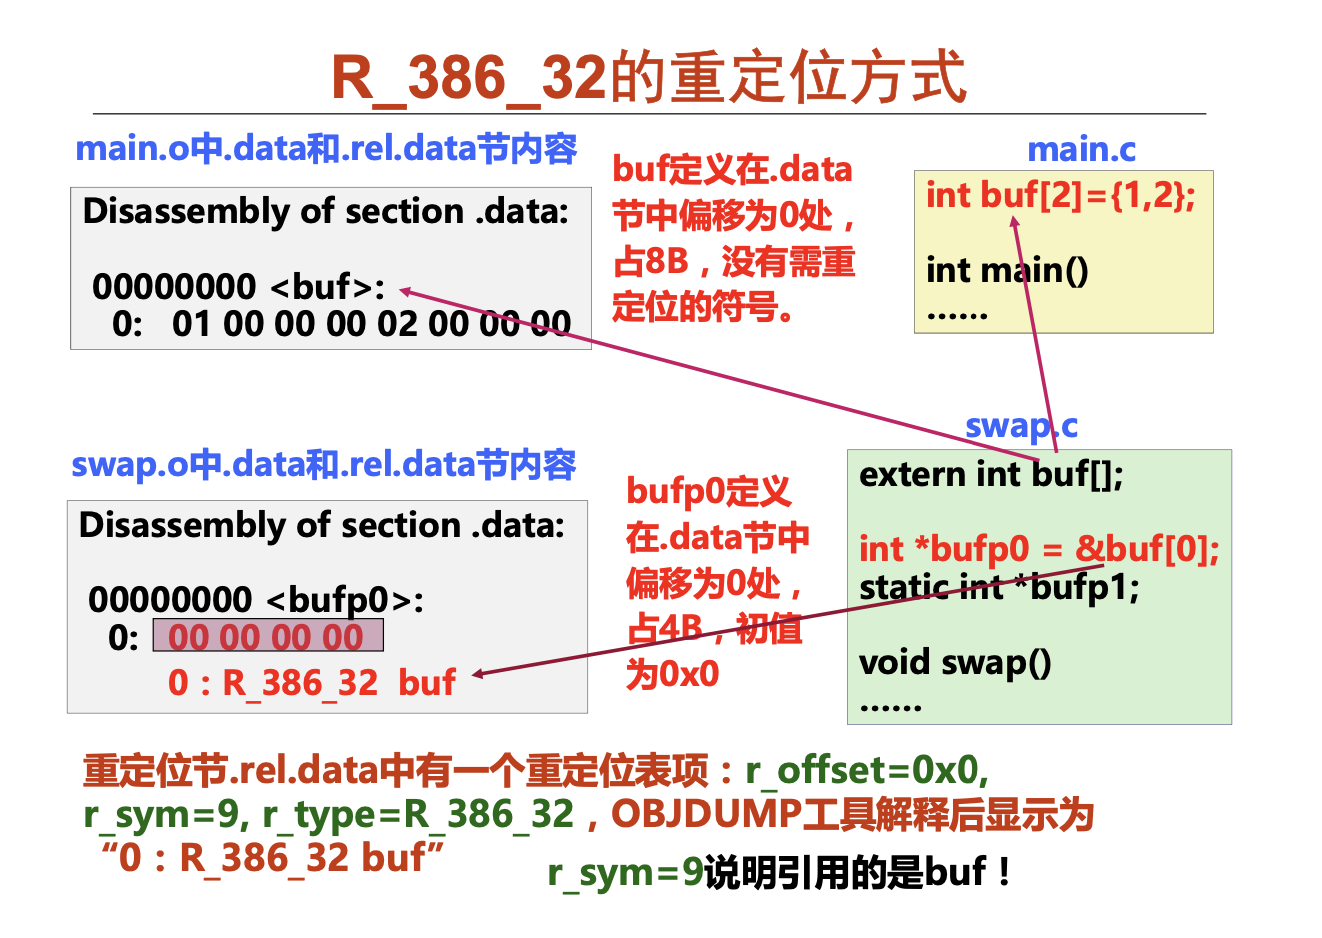 R_386_32的重定位方式
main.o中.data和.rel.data节内容
Disassembly of section .data:
00000000 <buf>:
0: 01 00 00 00 02 00 00 00
buf定义在.data
节中偏移为0处，
占8B，没有需重
定位的符号。
main.c
int buf[2]={1,2};
int main()
......
swap.o中.data和.rel.data节内容
Disassembly of section .data:
00000000 <bufp0>:
0: 00 00 00 00
0：R_386_32 buf
bufp0定义
在.data节中
偏移为0处，
占4B，初值
为0x0
swap.c
extern int buf[];
int *bufp0 = &buf[0];
static int *bufp1;
void swap()
......
重定位节.rel.data中有一个重定位表项：r_offset=0x0,
r_sym=9, r_type=R_386_32，OBJDUMP工具解释后显示为
“0：R_386_32 buf”
r_sym=9说明引用的是buf！